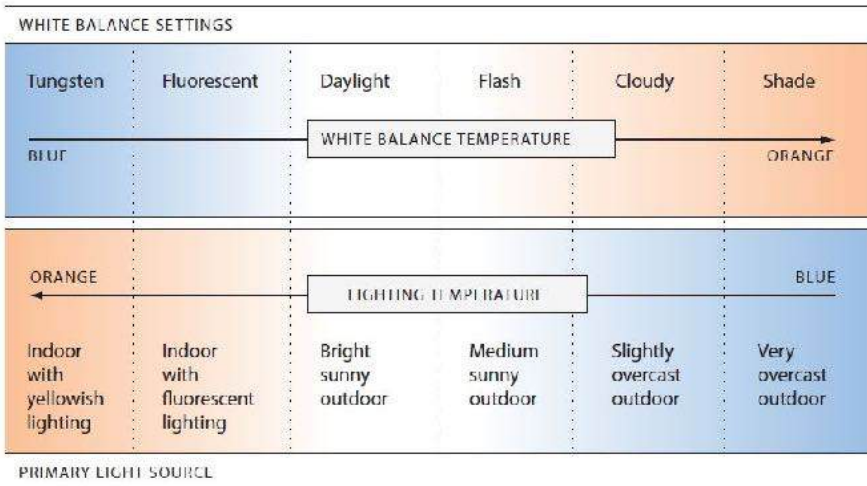 WHITE BALANCE SETTINGS
Tungsten Fluorescent Daylight Flash Cloudy Shade
WHITE BALANCE TEMPERATURE
BLUE ORANGE
ORANGE BLUE
LIGHTING TEMPERATURE
Indoor Indoor Bright Medium Slightly Very
with with sunny sunny overcast overcast
yellowish fluorescent outdoor outdoor outdoor outdoor
lighting lighting
PRIMARY LIGHT SOURCE